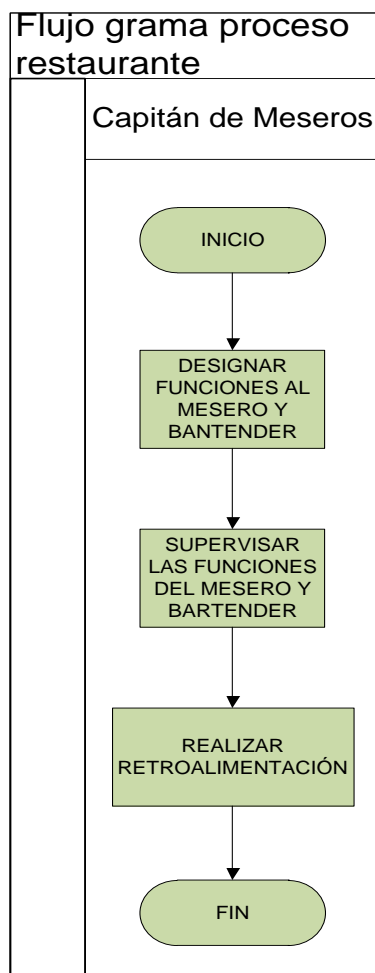 Flujo grama proceso
restaurante
Capitán de Meseros
INICIO
DESIGNAR
FUNCIONES AL
MESERO Y
BANTENDER
SUPERVISAR
LAS FUNCIONES
DEL MESERO Y
BARTENDER
REALIZAR
RETROALIMENTACIÓN
FIN